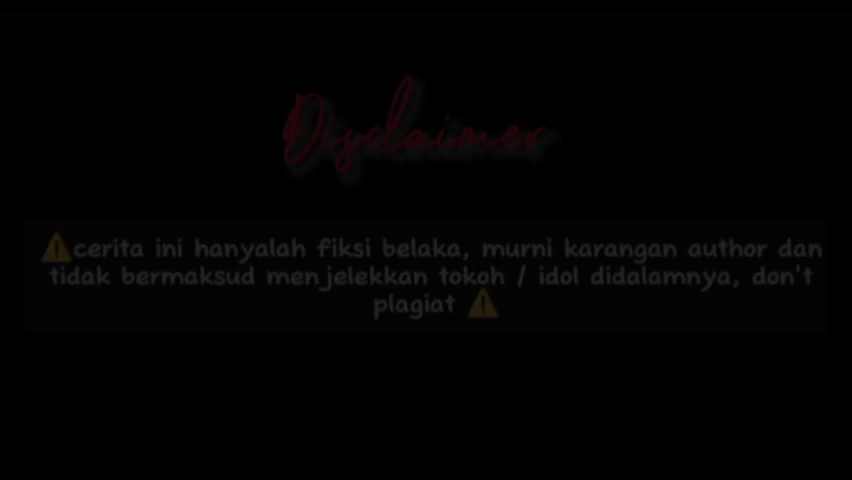 Disclaimer
⚠️cerita ini hanyalah fiksi belaka, murni karangan author dan
tidak bermaksud menjelekkan tokoh / idol didalamnya, don't
plagiat ⚠️